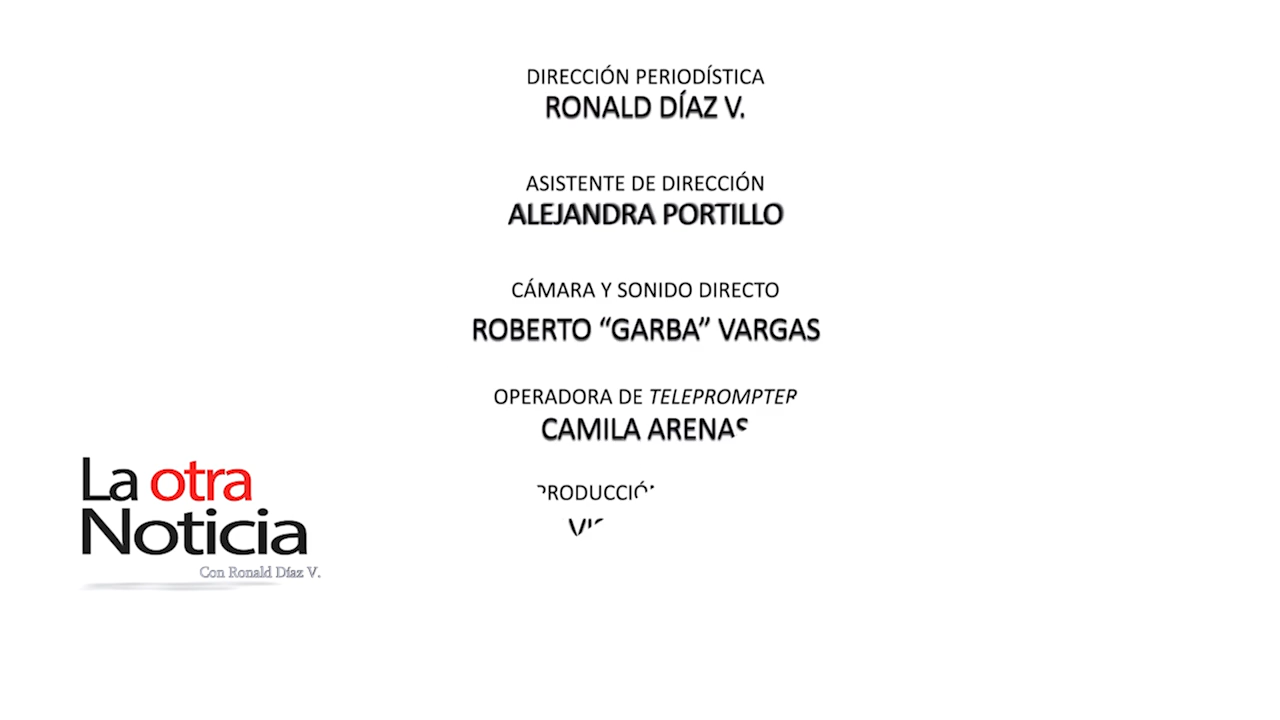 DIRECCIÓN PERIODÍSTICA
RONALD DÍAZ V.
ASISTENTE DE DIRECCIÓN
ALEJANDRA PORTILLO
CÁMARA Y SONIDO DIRECTO
ROBERTO “GARBA” VARGAS
OPERADORA DE TELEPROMPTER
CAMILA ARENAS
PRODUCCIÓN
La otra
Noticia
Con Ronald Díaz V.